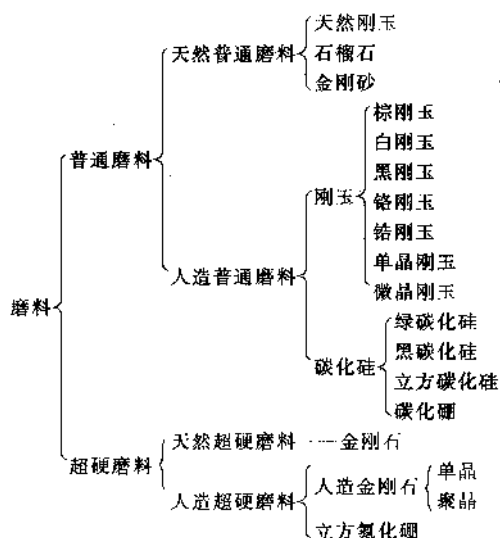 天然刚玉
天然普通磨料
石榴石
金刚砂
棕刚玉
白刚玉
普通磨料
黑刚玉
刚玉
铬刚玉
锆刚玉
单晶刚玉
人造普通磨料
微晶刚玉
磨料
绿碳化硅
黑碳化硅
碳化硅
立方碳化硅
碳化硼
天然超硬磨料 金刚石
超硬磨料
单晶
人造金刚石
聚晶
人造超硬磨料
立方氮化硼